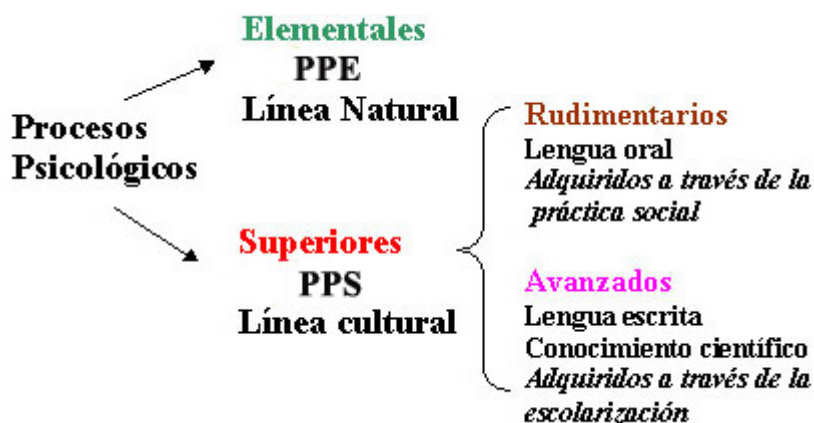 Procesos
Psicológicos
Elementales
PPE
Línea Natural
Superiores
PPS
Línea cultural
Rudimentarios
Lengua oral
Adquiridos a través de la
práctica social
Avanzados
Lengua escrita
Conocimiento científico
Adquiridos a través de la
escolarización